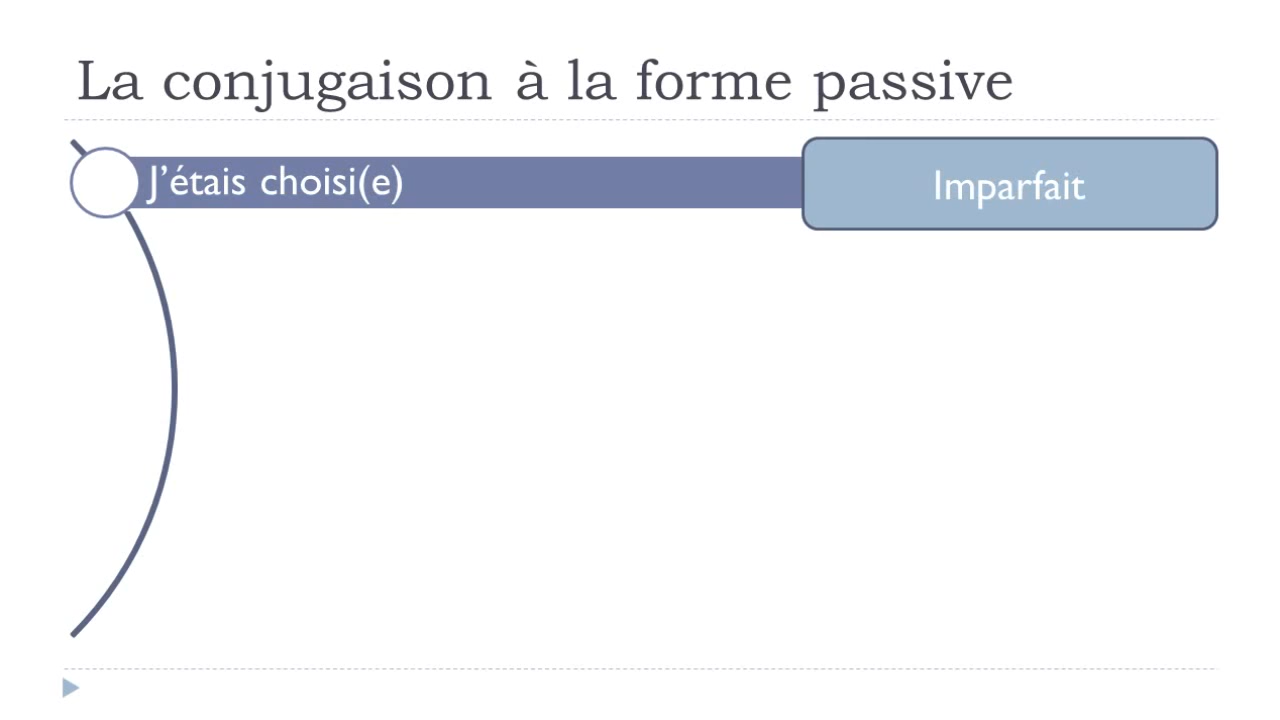 La conjugaison à la forme passive
J’étais choisi(e)
Imparfait